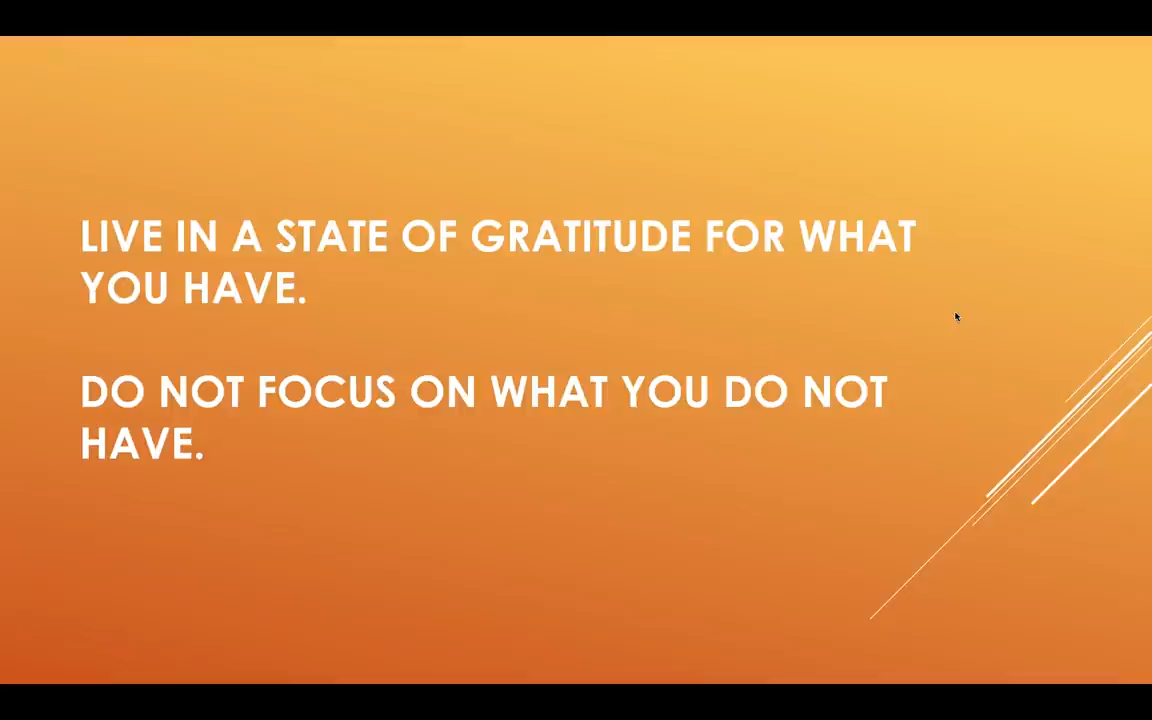 LIVE IN A STATE OF GRATITUDE FOR WHAT
YOU HAVE.
DO NOT FOCUS ON WHAT YOU DO NOT
HAVE.